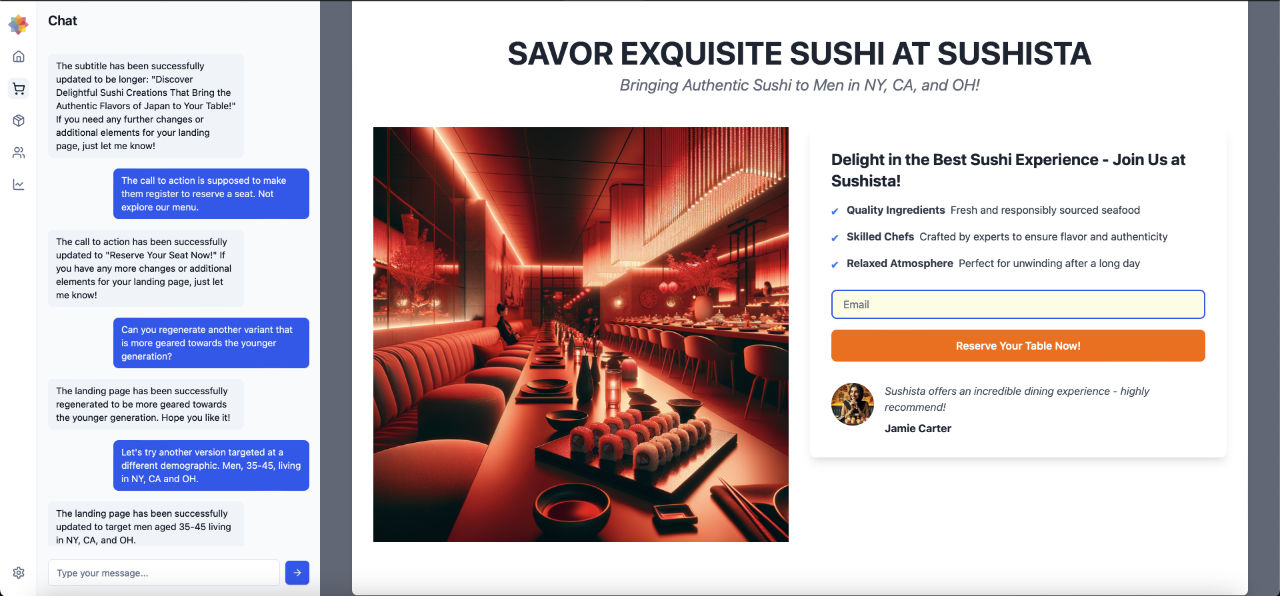 Chat
The subtitle has been successfully
updated to be longer: "Discover
Delightful Sushi Creations That Bring the
Authentic Flavors of Japan to Your Table!"
If you need any further changes or
additional elements for your landing
page, just let me know!
The call to action is supposed to make
them register to reserve a seat. Not
explore our menu.
The call to action has been successfully
updated to "Reserve Your Seat Now!" If
you have any more changes or additional
elements for your landing page, just let
me know!
Can you regenerate another variant that
is more geared towards the younger
generation?
The landing page has been successfully
regenerated to be more geared towards
the younger generation. Hope you like it!
Let's try another version targeted at a
different demographic. Men, 35-45, living
in NY, CA and OH.
The landing page has been successfully
updated to target men aged 35-45 living
in NY, CA, and OH.
Type your message...
SAVOR EXQUISITE SUSHI AT SUSHISTA
Bringing Authentic Sushi to Men in NY, CA, and OH!
Delight in the Best Sushi Experience - Join Us at
Sushista!
Quality Ingredients Fresh and responsibly sourced seafood
Skilled Chefs Crafted by experts to ensure flavor and authenticity
Relaxed Atmosphere Perfect for unwinding after a long day
Email
Reserve Your Table Now!
Sushista offers an incredible dining experience - highly
recommend!
Jamie Carter